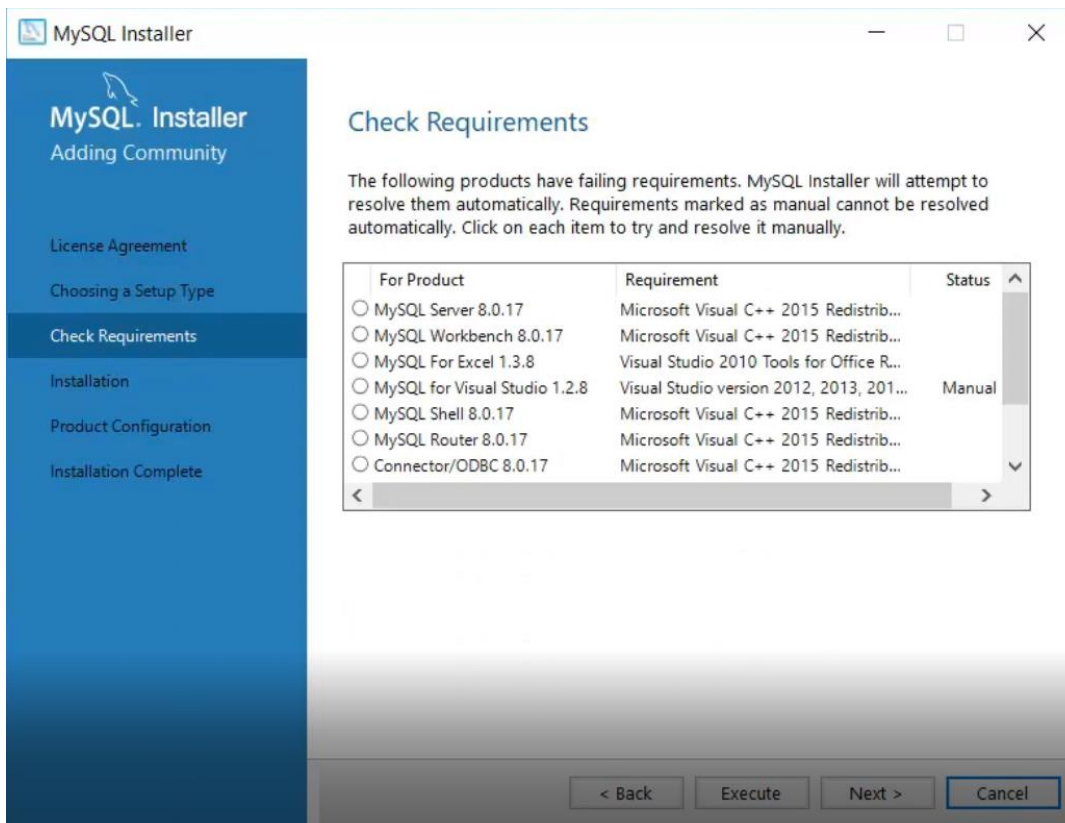 MySQL Installer
MySQL. Installer
Adding Community
License Agreement
Choosing a Setup Type
Check Requirements
Installation
Product Configuration
Installation Complete
Check Requirements
The following products have failing requirements. MySQL Installer will attempt to
resolve them automatically. Requirements marked as manual cannot be resolved
automatically. Click on each item to try and resolve it manually.
For Product Requirement Status
MySQL Server 8.0.17 Microsoft Visual C++ 2015 Redistrib...
MySQL Workbench 8.0.17 Microsoft Visual C++ 2015 Redistrib...
MySQL For Excel 1.3.8 Visual Studio 2010 Tools for Office R...
MySQL for Visual Studio 1.2.8 Visual Studio version 2012, 2013, 201... Manual
MySQL Shell 8.0.17 Microsoft Visual C++ 2015 Redistrib...
MySQL Router 8.0.17 Microsoft Visual C++ 2015 Redistrib...
Connector/ODBC 8.0.17 Microsoft Visual C++ 2015 Redistrib...
< Back Execute Next > Cancel